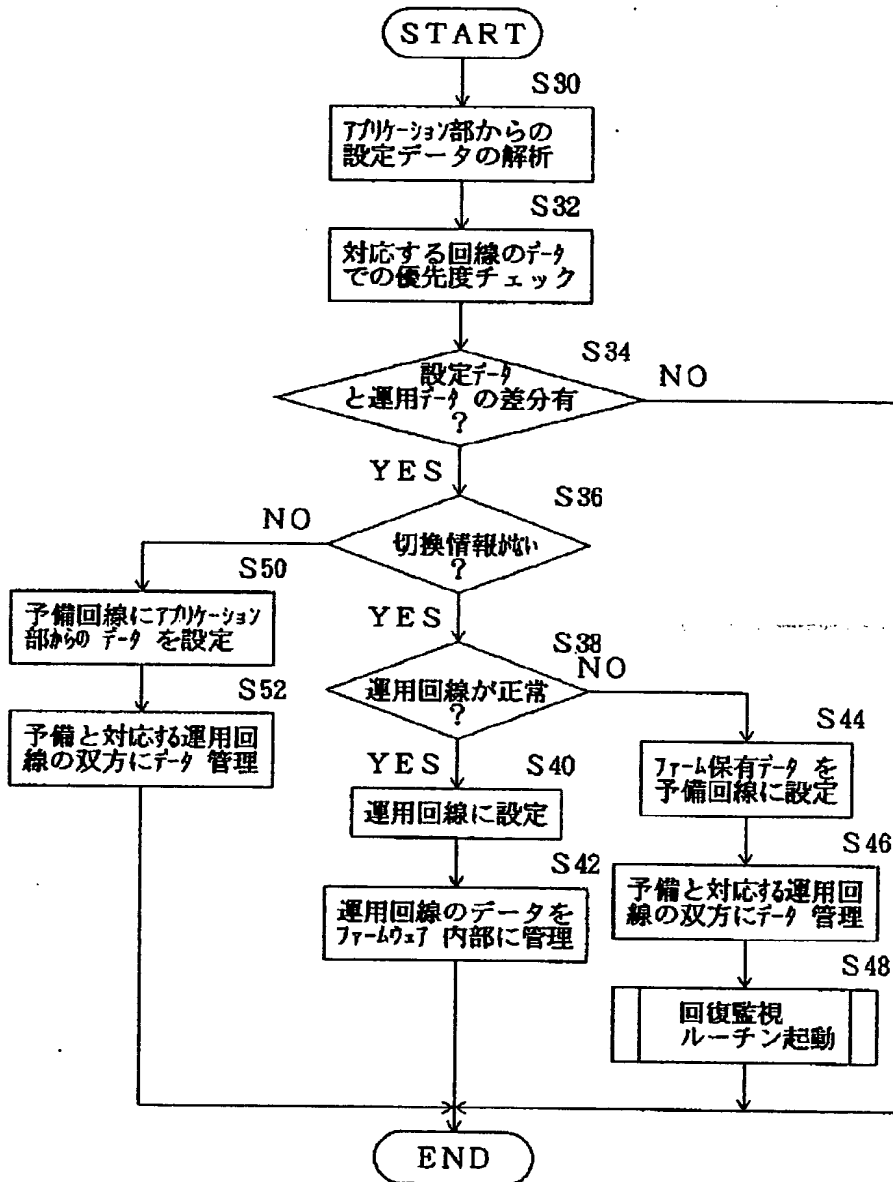 START
S30
アプリケーション部からの
設定データの解析
S32
対応する回線のデータ
での優先度チェック
S34
設定データ
と運用データ の差分有
?
NO
YES
S36
切換情報がない
?
NO
YES
S50
予備回線にアプリケーション
部からの データ を設定
S52
予備と対応する運用回
線の双方にデータ 管理
S38
運用回線が正常
?
NO
YES
S40
運用回線に設定
S42
運用回線のデータを
ファームウェア 内部に管理
S44
ファーム保有データ を
予備回線に設定
S46
予備と対応する運用回
線の双方にデータ 管理
S48
回復監視
ルーチン起動
END